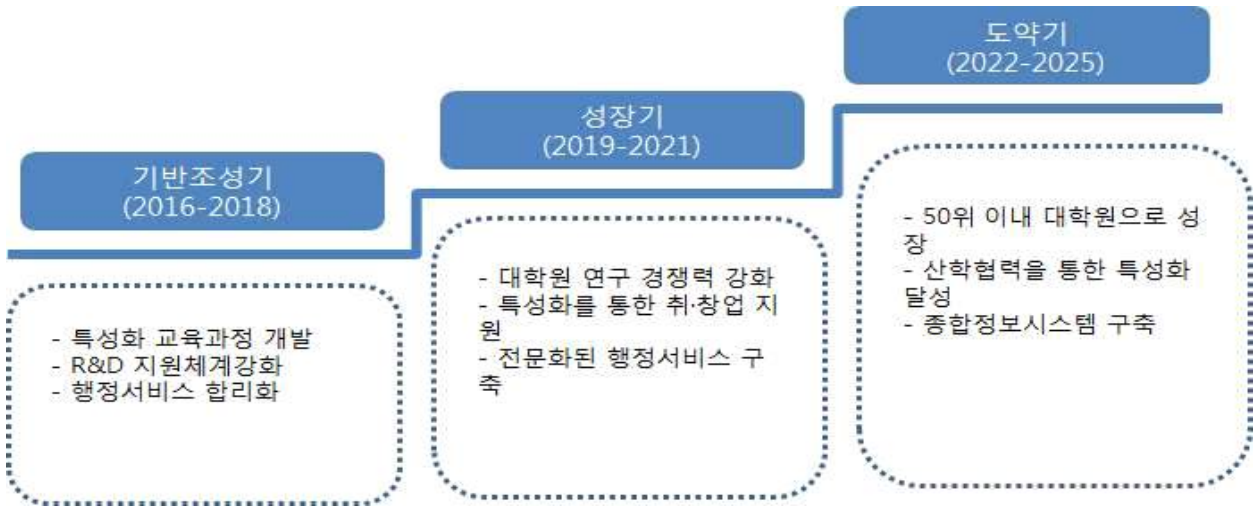 기반조성기
(2016-2018)
- 특성화 교육과정 개발
- R&D 지원체계강화
- 행정서비스 합리화
성장기
(2019-2021)
- 대학원 연구 경쟁력 강화
- 특성화를 통한 취·창업 지
원
- 전문화된 행정서비스 구
축
도약기
(2022-2025)
- 50위 이내 대학원으로 성
장
- 산학협력을 통한 특성화
달성
- 종합정보시스템 구축